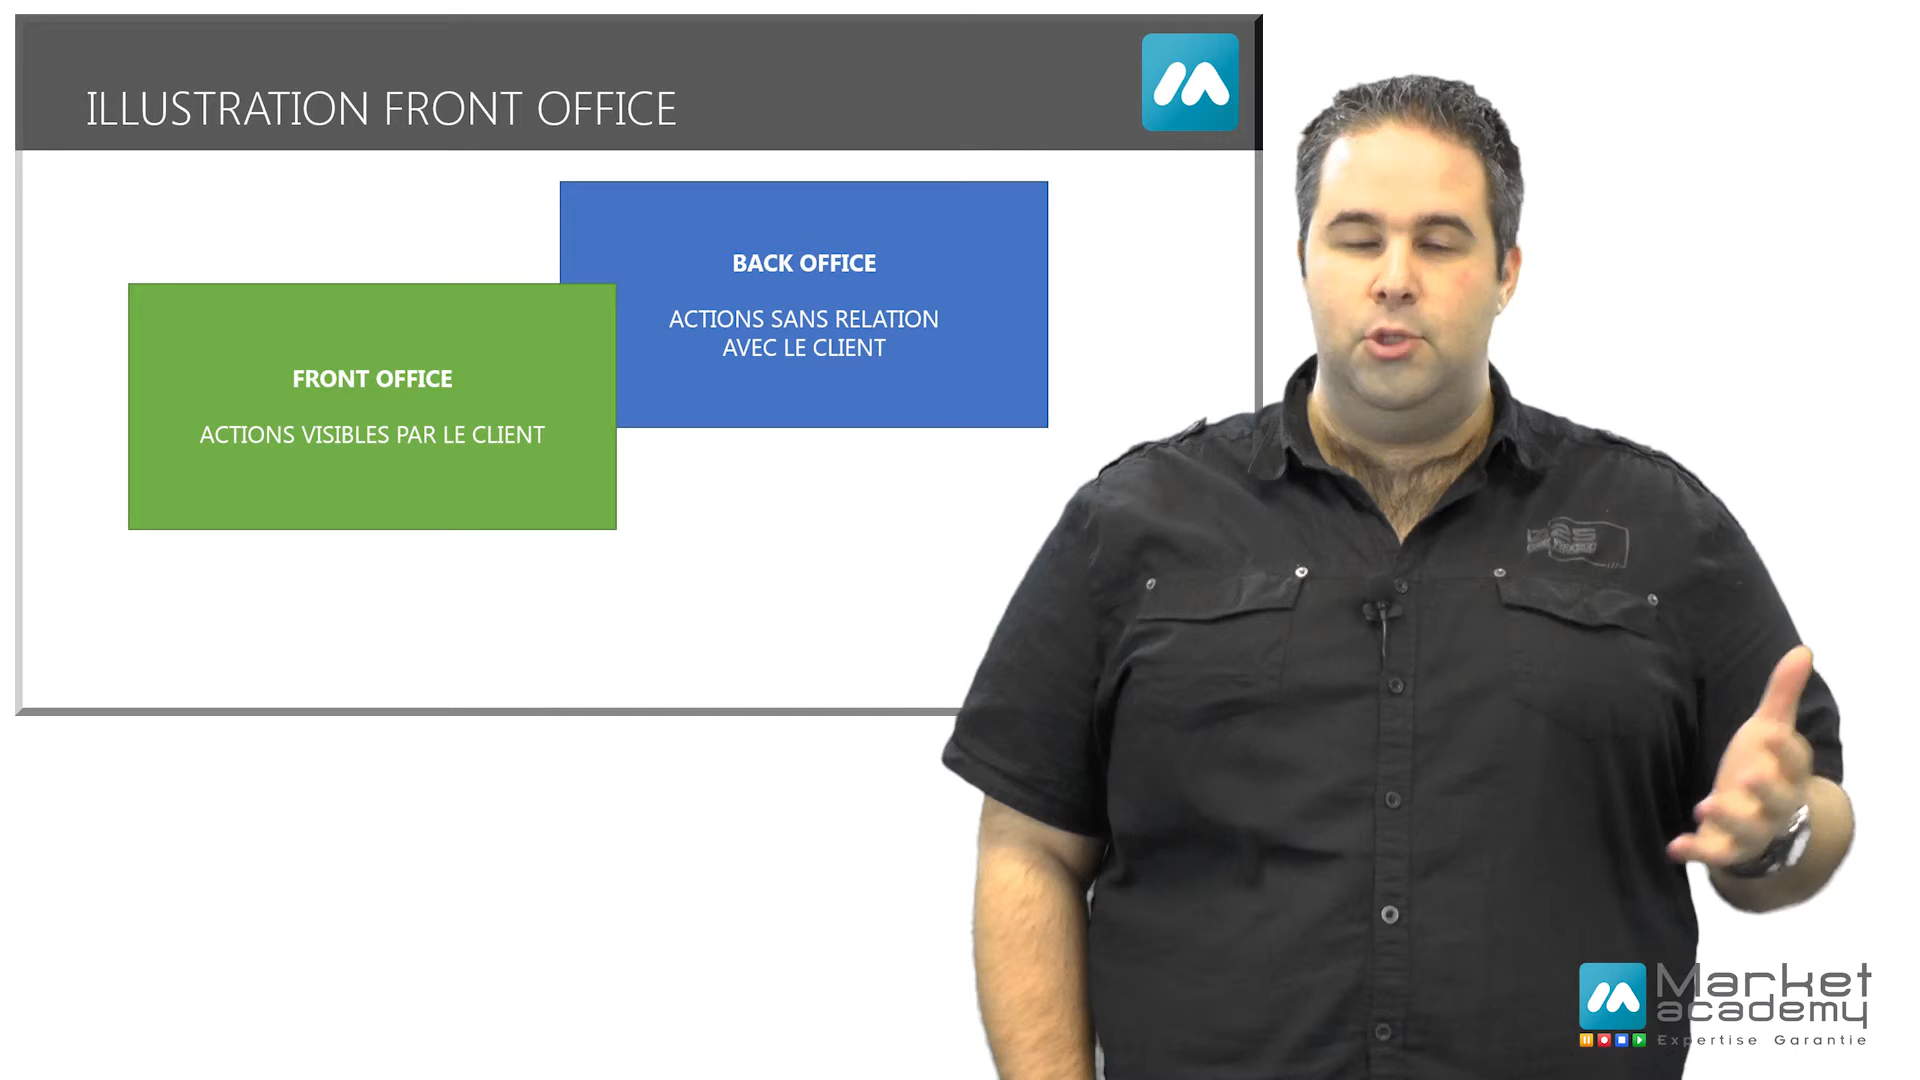 ILLUSTRATION FRONT OFFICE
BACK OFFICE
ACTIONS SANS RELATION
AVEC LE CLIENT
FRONT OFFICE
ACTIONS VISIBLES PAR LE CLIENT
Market
academy
Expertise Garantie